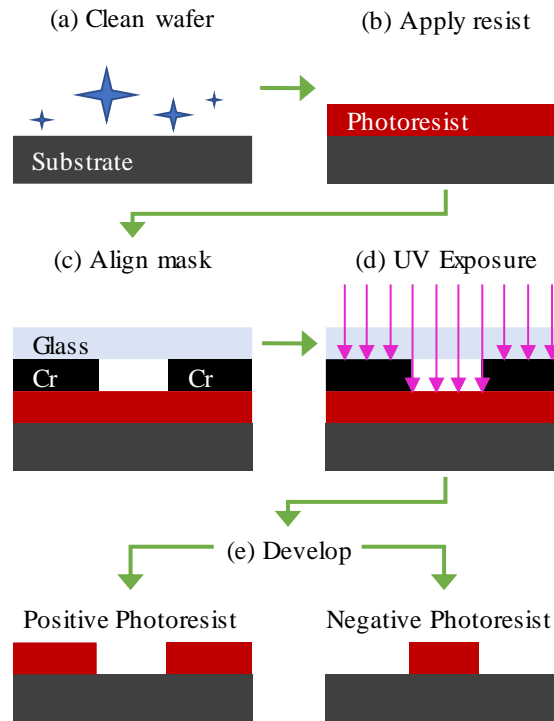 (a) Clean wafer
(b) Apply resist
Substrate
Photoresist
(c) Align mask
(d) UV Exposure
Glass
Cr
Cr
(e) Develop
Positive Photoresist
Negative Photoresist